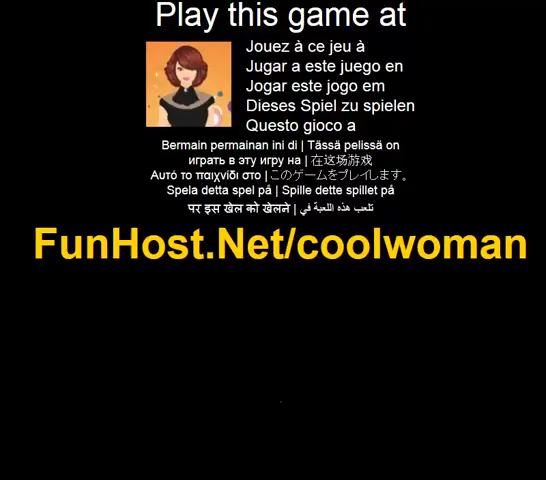 Play this game at
Jouez à ce jeu à
Jugar a este juego en
Jogar este jogo em
Dieses Spiel zu spielen
Questo gioco a
Bermain permainan ini di | Tässä pelissä on
играть в эту игру на | 在这场游戏
Αυτό το παιχνίδι στο | このゲームをプレイします。
Spela detta spel på | Spille dette spillet på
पर इस खेल को खेलने | تلعب هذه اللعبة في
FunHost.Net/coolwoman